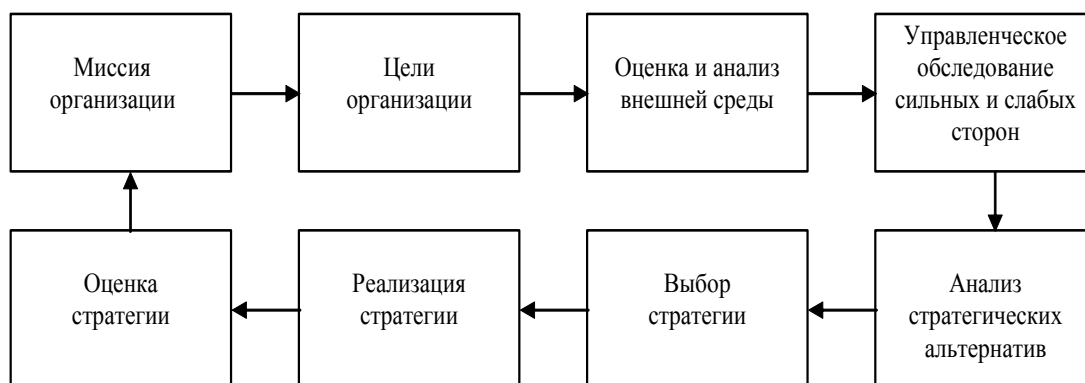 Миссия
организации
Цели
организации
Оценка и анализ
внешней среды
Управленческое
обследование
сильных и слабых
сторон
Оценка
стратегии
Реализация
стратегии
Выбор
стратегии
Анализ
стратегических
альтернатив